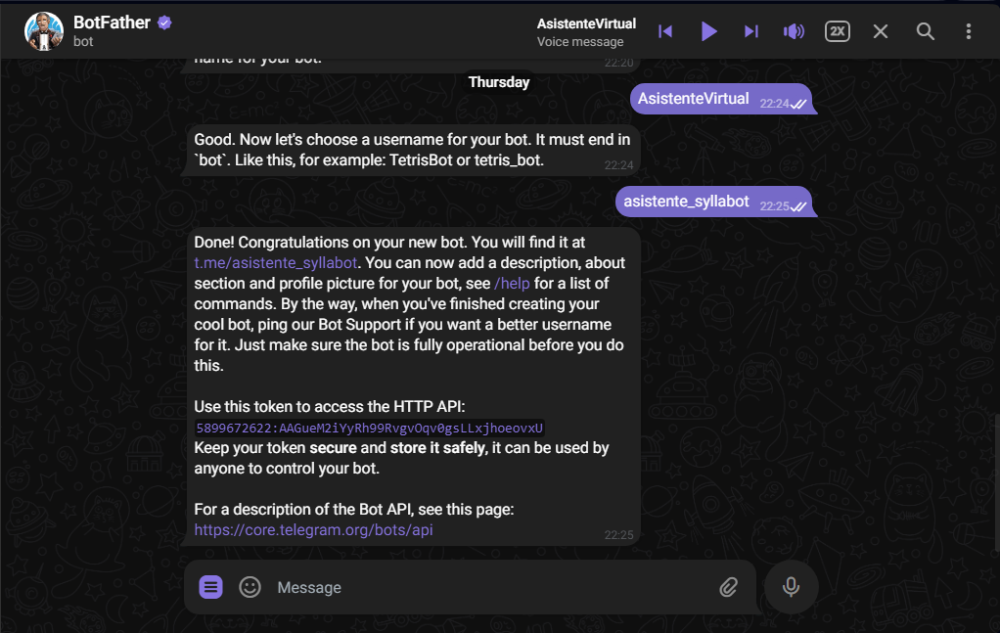 BotFather
bot
AsistenteVirtual
Voice message
2X
name for your bot.
22:20
Thursday
AsistenteVirtual 22:24
Good. Now let's choose a username for your bot. It must end in
`bot`. Like this, for example: TetrisBot or tetris_bot.
22:24
asistente_syllabot 22:25
Done! Congratulations on your new bot. You will find it at
t.me/asistente_syllabot. You can now add a description, about
section and profile picture for your bot, see /help for a list of
commands. By the way, when you've finished creating your
cool bot, ping our Bot Support if you want a better username
for it. Just make sure the bot is fully operational before you do
this.
Use this token to access the HTTP API:
5899672622:AAGueM2iYyRh99RvgvOqv0gsLLxjhoeovxU
Keep your token secure and store it safely, it can be used by
anyone to control your bot.
For a description of the Bot API, see this page:
https://core.telegram.org/bots/api
22:25
Message